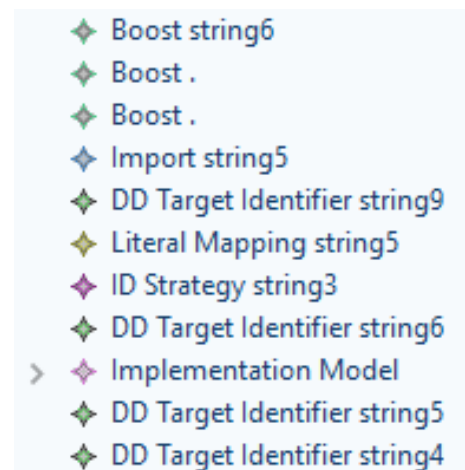 Boost string6
Boost .
Boost .
Import string5
DD Target Identifier string9
Literal Mapping string5
ID Strategy string3
DD Target Identifier string6
Implementation Model
DD Target Identifier string5
DD Target Identifier string4